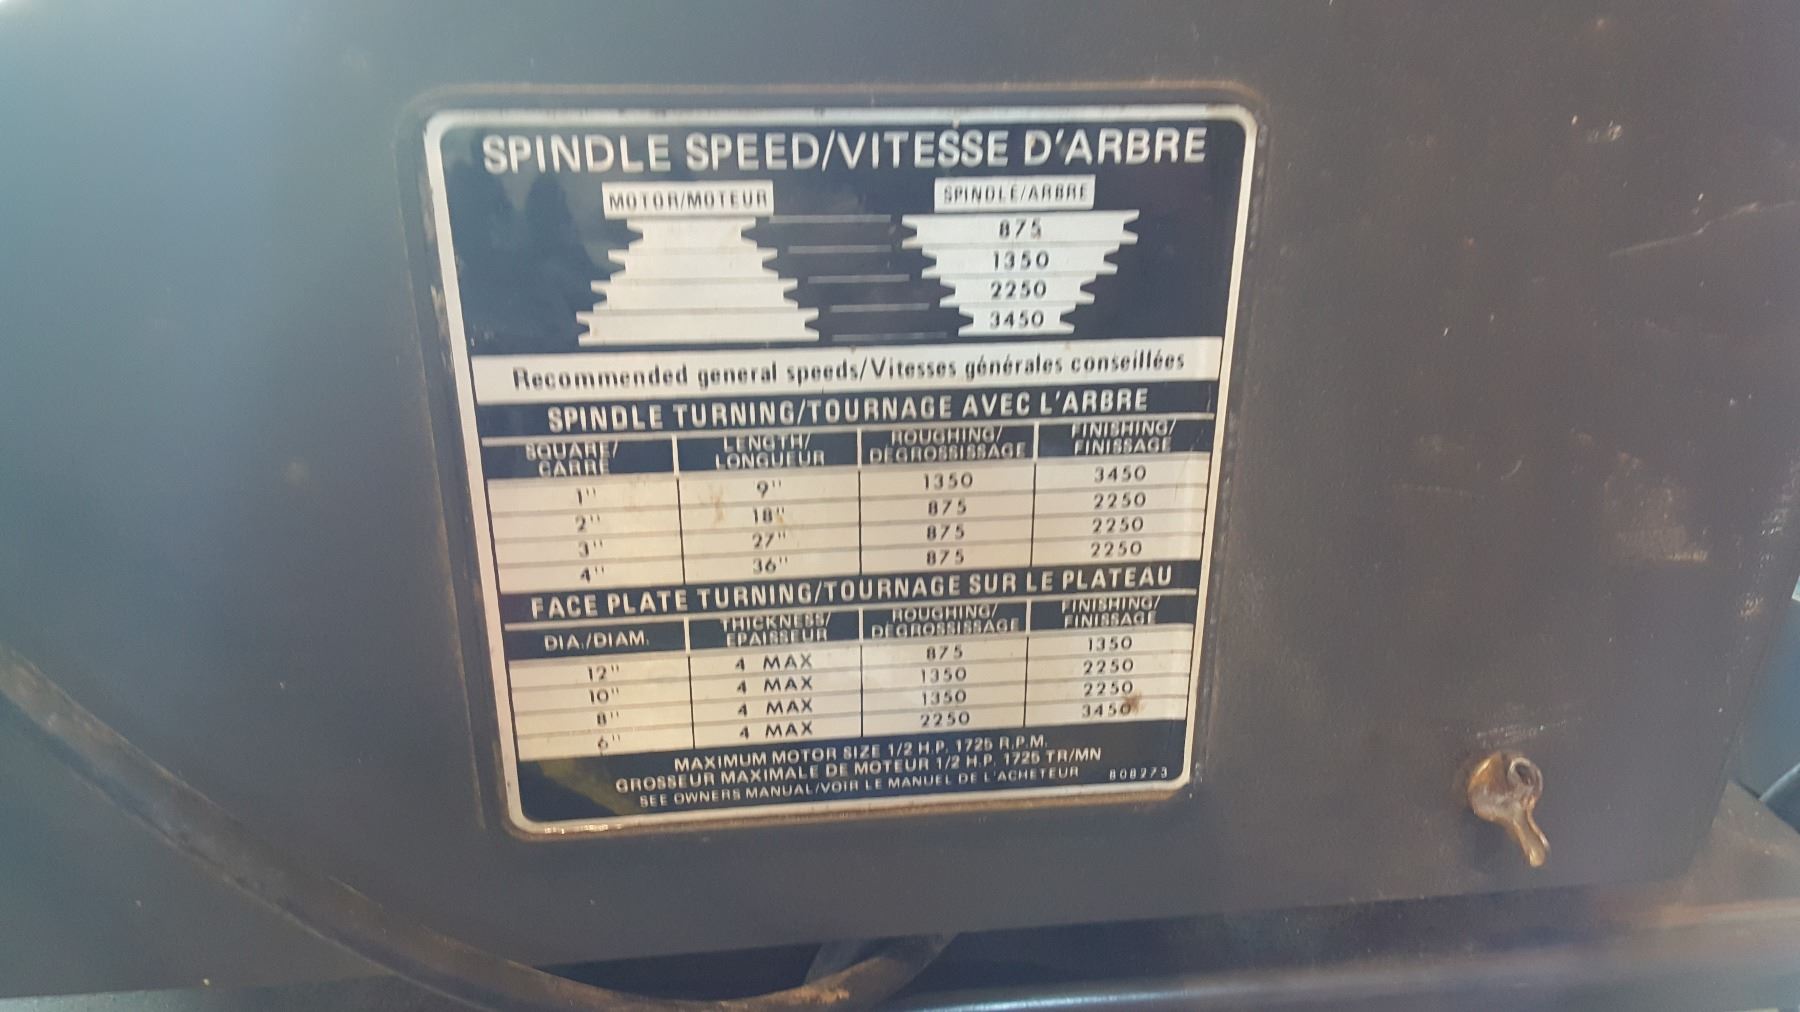 SPINDLE SPEED/VITESSE D'ARBRE
MOTOR/MOTEUR SPINDLE/ARBRE
875
1350
2250
3450
Recommended general speeds/Vitesses générales conseillées
SPINDLE TURNING/TOURNAGE AVEC L'ARBRE
SQUARE/ CARRÉ LENGTH/ LONGUEUR ROUGHING/ DÉGROSSISSAGE FINISHING/ FINISSAGE
1" 9" 1350 3450
2" 18" 875 2250
3" 27" 875 2250
4" 36" 875 2250
FACE PLATE TURNING/TOURNAGE SUR LE PLATEAU
DIA./DIAM. THICKNESS/ ÉPAISSEUR ROUGHING/ DÉGROSSISSAGE FINISHING/ FINISSAGE
12" 4 MAX 875 1350
10" 4 MAX 1350 2250
8" 4 MAX 1350 2250
6" 4 MAX 2250 3450
MAXIMUM MOTOR SIZE 1/2 H.P. 1725 R.P.M.
GROSSEUR MAXIMALE DE MOTEUR 1/2 H.P. 1725 TR/MN
SEE OWNERS MANUAL/VOIR LE MANUEL DE L'ACHETEUR 808273